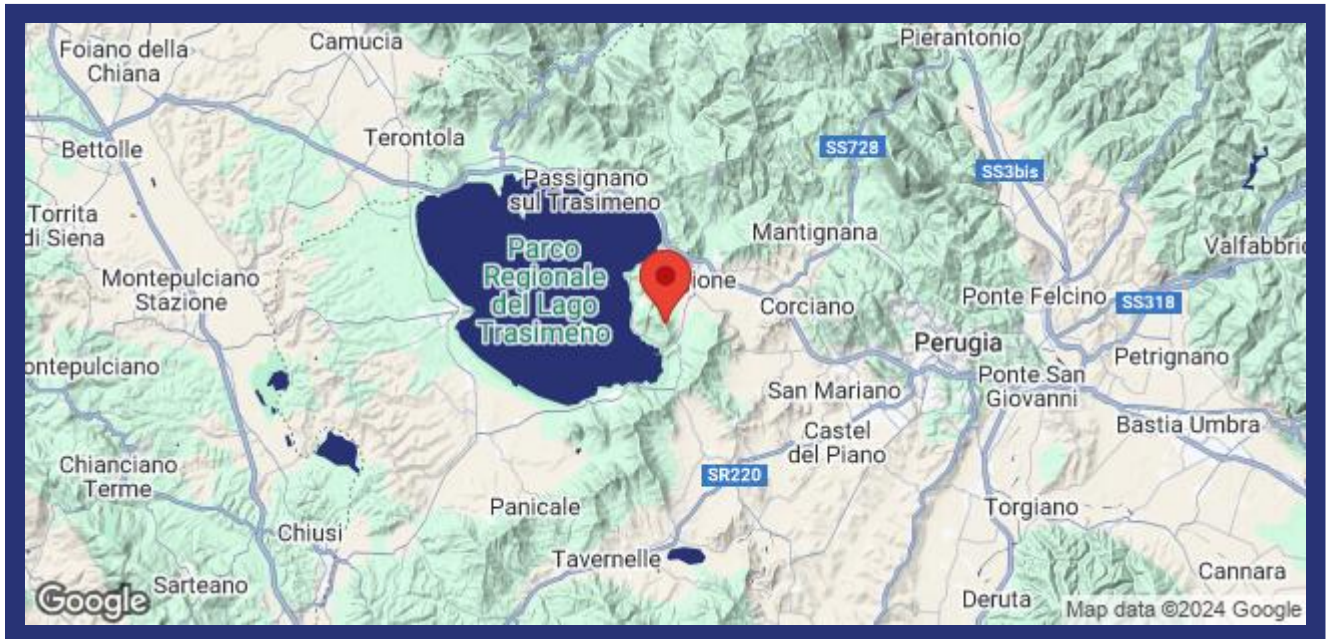 Foiano della
Chiana
Camucia
Pierantonio
Terontola
Bettolle
SS728
SS3bis
Passignano
sul Trasimeno
Torrita
di Siena
Mantignana
Valfabbric
Parco
Regionale
del Lago
Trasimeno
Montepulciano
Stazione
ione
Corciano
Ponte Felcino
SS318
Perugia
Petrignano
ontepulciano
San Mariano
Ponte San
Giovanni
Bastia Umbra
Castel
del Piano
Chianciano
Terme
SR220
Panicale
Torgiano
Chiusi
Tavernelle
Sarteano
Cannara
Deruta
Google
Map data ©2024 Google